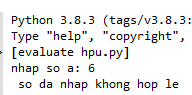 Python 3.8.3 (tags/v3.8.3:
Type "help", "copyright",
[evaluate hpu.py]
nhap so a: 6
so da nhap khong hop le